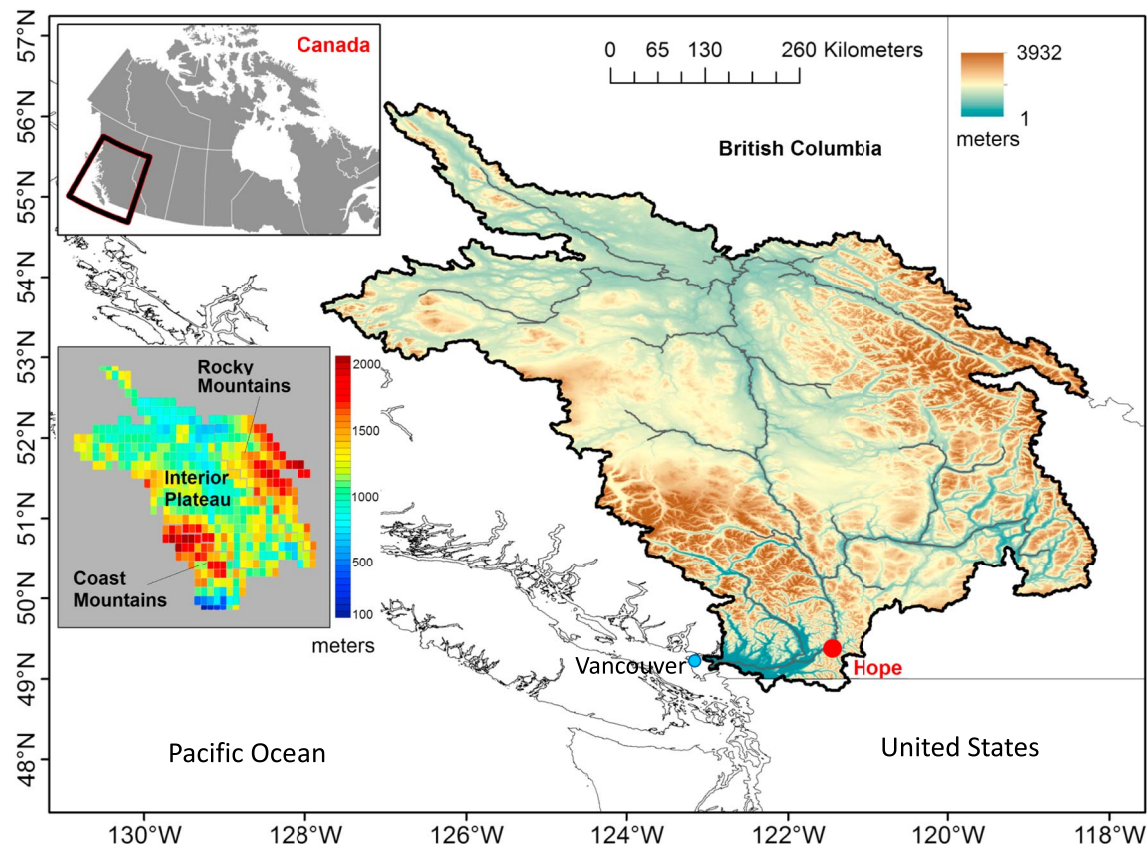 57°N
56°N
55°N
54°N
53°N
52°N
51°N
50°N
49°N
48°N
Canada
0 65 130 260 Kilometers
3932
1
meters
British Columbia
Rocky
Mountains
Interior
Plateau
Coast
Mountains
2000
1500
1000
500
100
meters
Vancouver
Hope
Pacific Ocean
United States
130°W 128°W 126°W 124°W 122°W 120°W 118°W